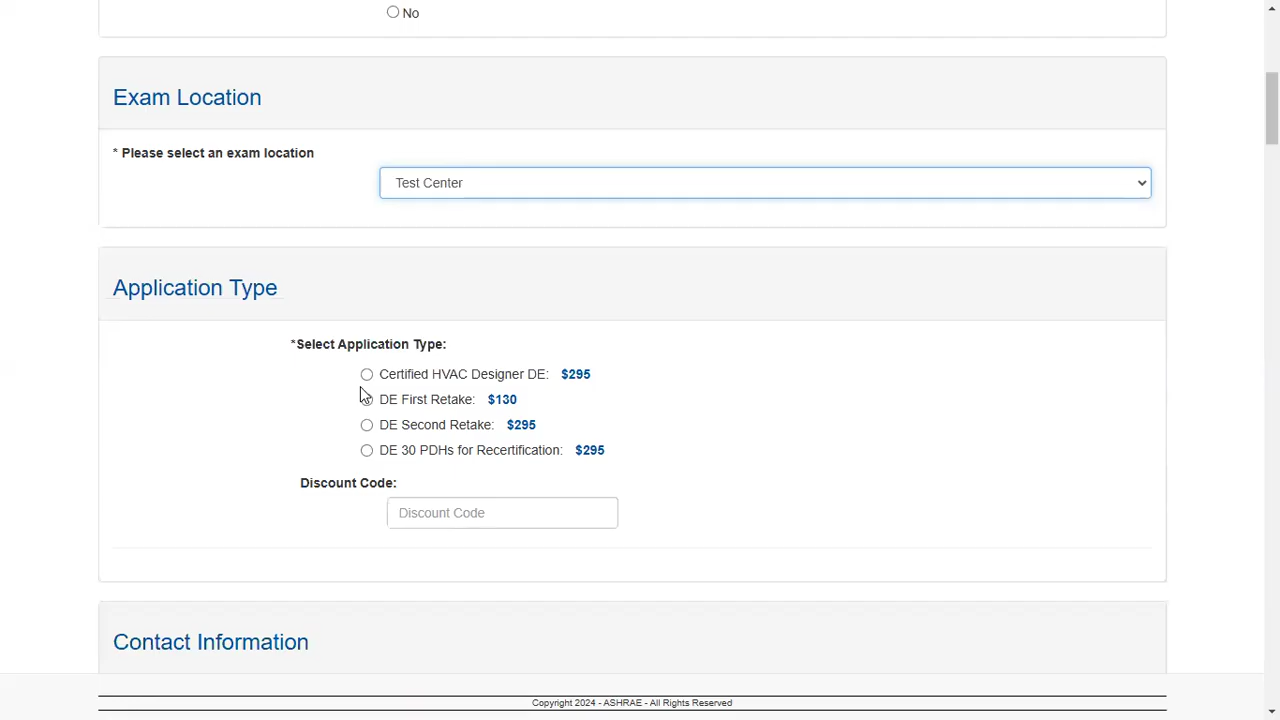 No
Exam Location
* Please select an exam location
Test Center
Application Type
*Select Application Type:
Certified HVAC Designer DE: $295
DE First Retake: $130
DE Second Retake: $295
DE 30 PDHs for Recertification: $295
Discount Code:
Discount Code
Contact Information
Copyright 2024 - ASHRAE - All Rights Reserved